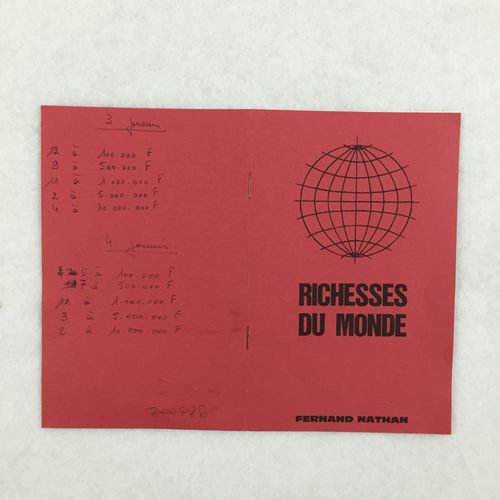 3 joueurs
12 à 100.000 F
9 à 500.000 F
11 à 1.000.000 F
2 à 5.000.000 F
4 à 10.000.000 F
4 joueurs
5 à 100.000 F
7 à 500.000 F
11 à 1.000.000 F
3 à 5.000.000 F
2 à 10.000.000 F
RICHESSES
DU MONDE
FERNAND NATHAN